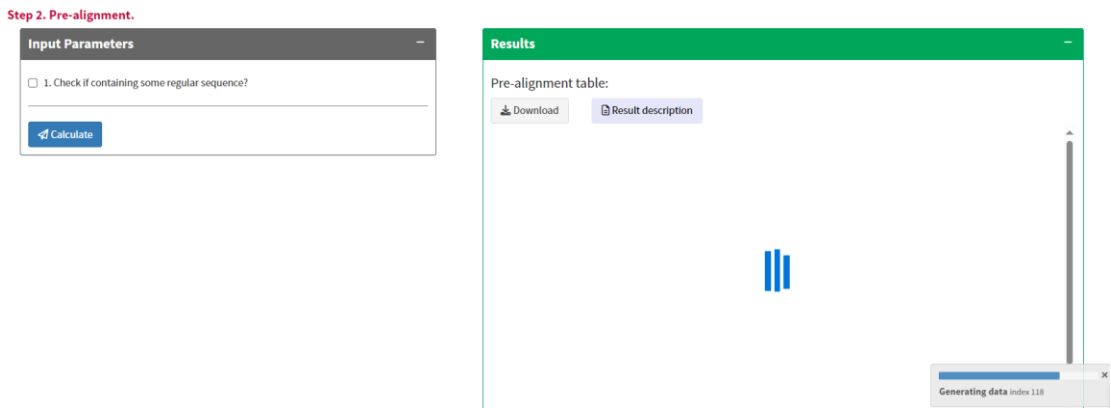 Step 2. Pre-alignment.
Input Parameters
1. Check if containing some regular sequence?
Calculate
Results
Pre-alignment table:
Download
Result description
Generating data index 118